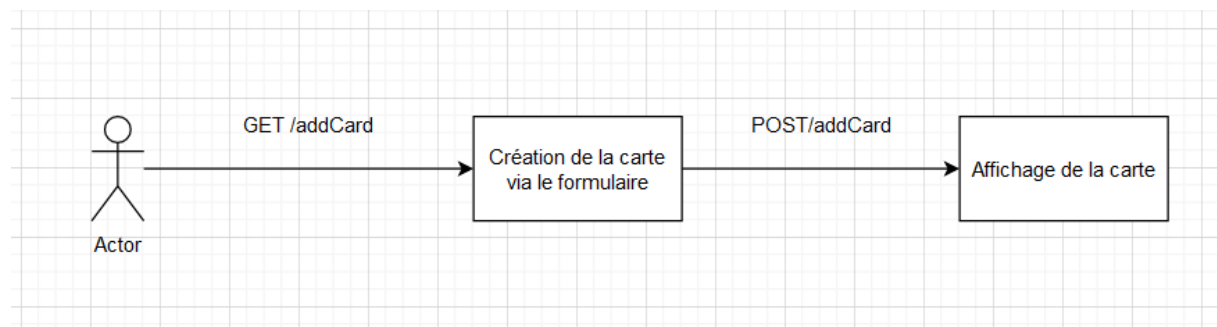 GET /addCard
POST/addCard
Création de la carte
via le formulaire
Affichage de la carte
Actor